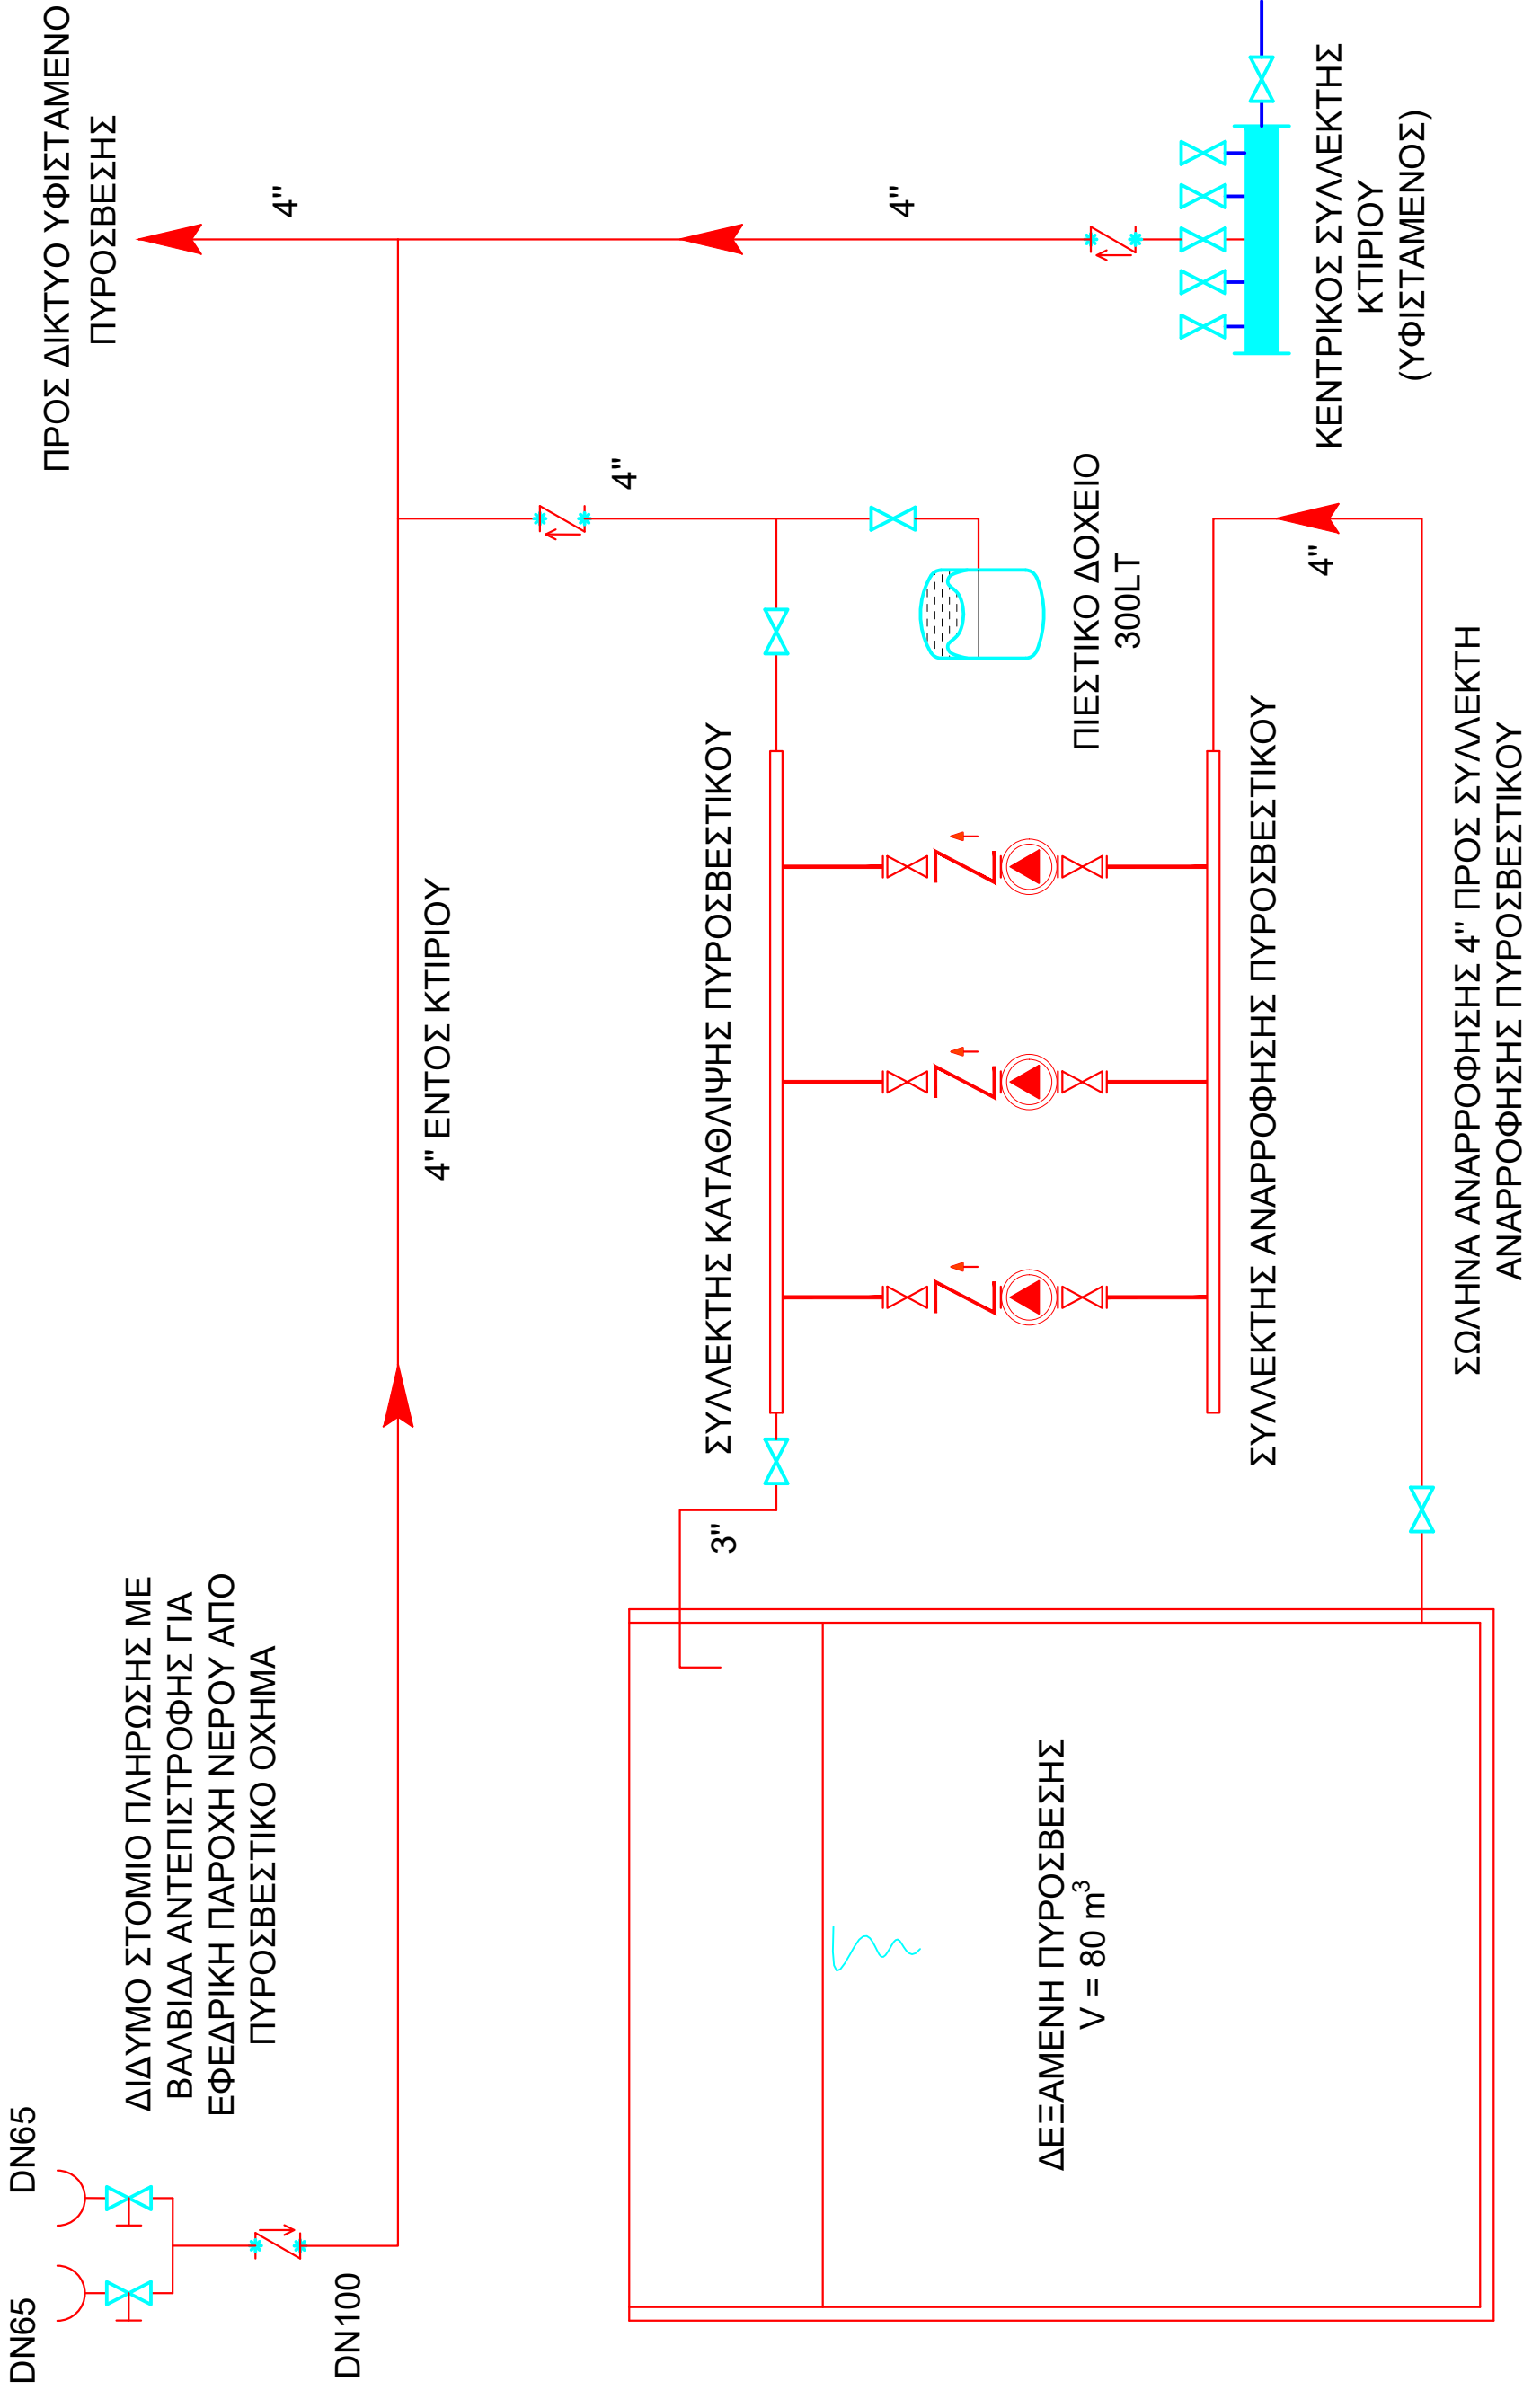 DN65
DN65
ΔΙΔΥΜΟ ΣΤΟΜΙΟ ΠΛΗΡΩΣΗΣ ΜΕ
ΒΑΛΒΙΔΑ ΑΝΤΕΠΙΣΤΡΟΦΗΣ ΓΙΑ
ΕΦΕΔΡΙΚΗ ΠΑΡΟΧΗ ΝΕΡΟΥ ΑΠΟ
ΠΥΡΟΣΒΕΣΤΙΚΟ ΟΧΗΜΑ
DN100
ΠΡΟΣ ΔΙΚΤΥΟ ΥΦΙΣΤΑΜΕΝΟ
ΠΥΡΟΣΒΕΣΗΣ
4"
4" ΕΝΤΟΣ ΚΤΙΡΙΟΥ
4"
4"
3"
ΣΥΛΛΕΚΤΗΣ ΚΑΤΑΘΛΙΨΗΣ ΠΥΡΟΣΒΕΣΤΙΚΟΥ
ΠΙΕΣΤΙΚΟ ΔΟΧΕΙΟ
300LT
ΔΕΞΑΜΕΝΗ ΠΥΡΟΣΒΕΣΗΣ
V = 80 m³
ΣΥΛΛΕΚΤΗΣ ΑΝΑΡΡΟΦΗΣΗΣ ΠΥΡΟΣΒΕΣΤΙΚΟΥ
4"
ΚΕΝΤΡΙΚΟΣ ΣΥΛΛΕΚΤΗΣ
ΚΤΙΡΙΟΥ
(ΥΦΙΣΤΑΜΕΝΟΣ)
ΣΩΛΗΝΑ ΑΝΑΡΡΟΦΗΣΗΣ 4" ΠΡΟΣ ΣΥΛΛΕΚΤΗ
ΑΝΑΡΡΟΦΗΣΗΣ ΠΥΡΟΣΒΕΣΤΙΚΟΥ